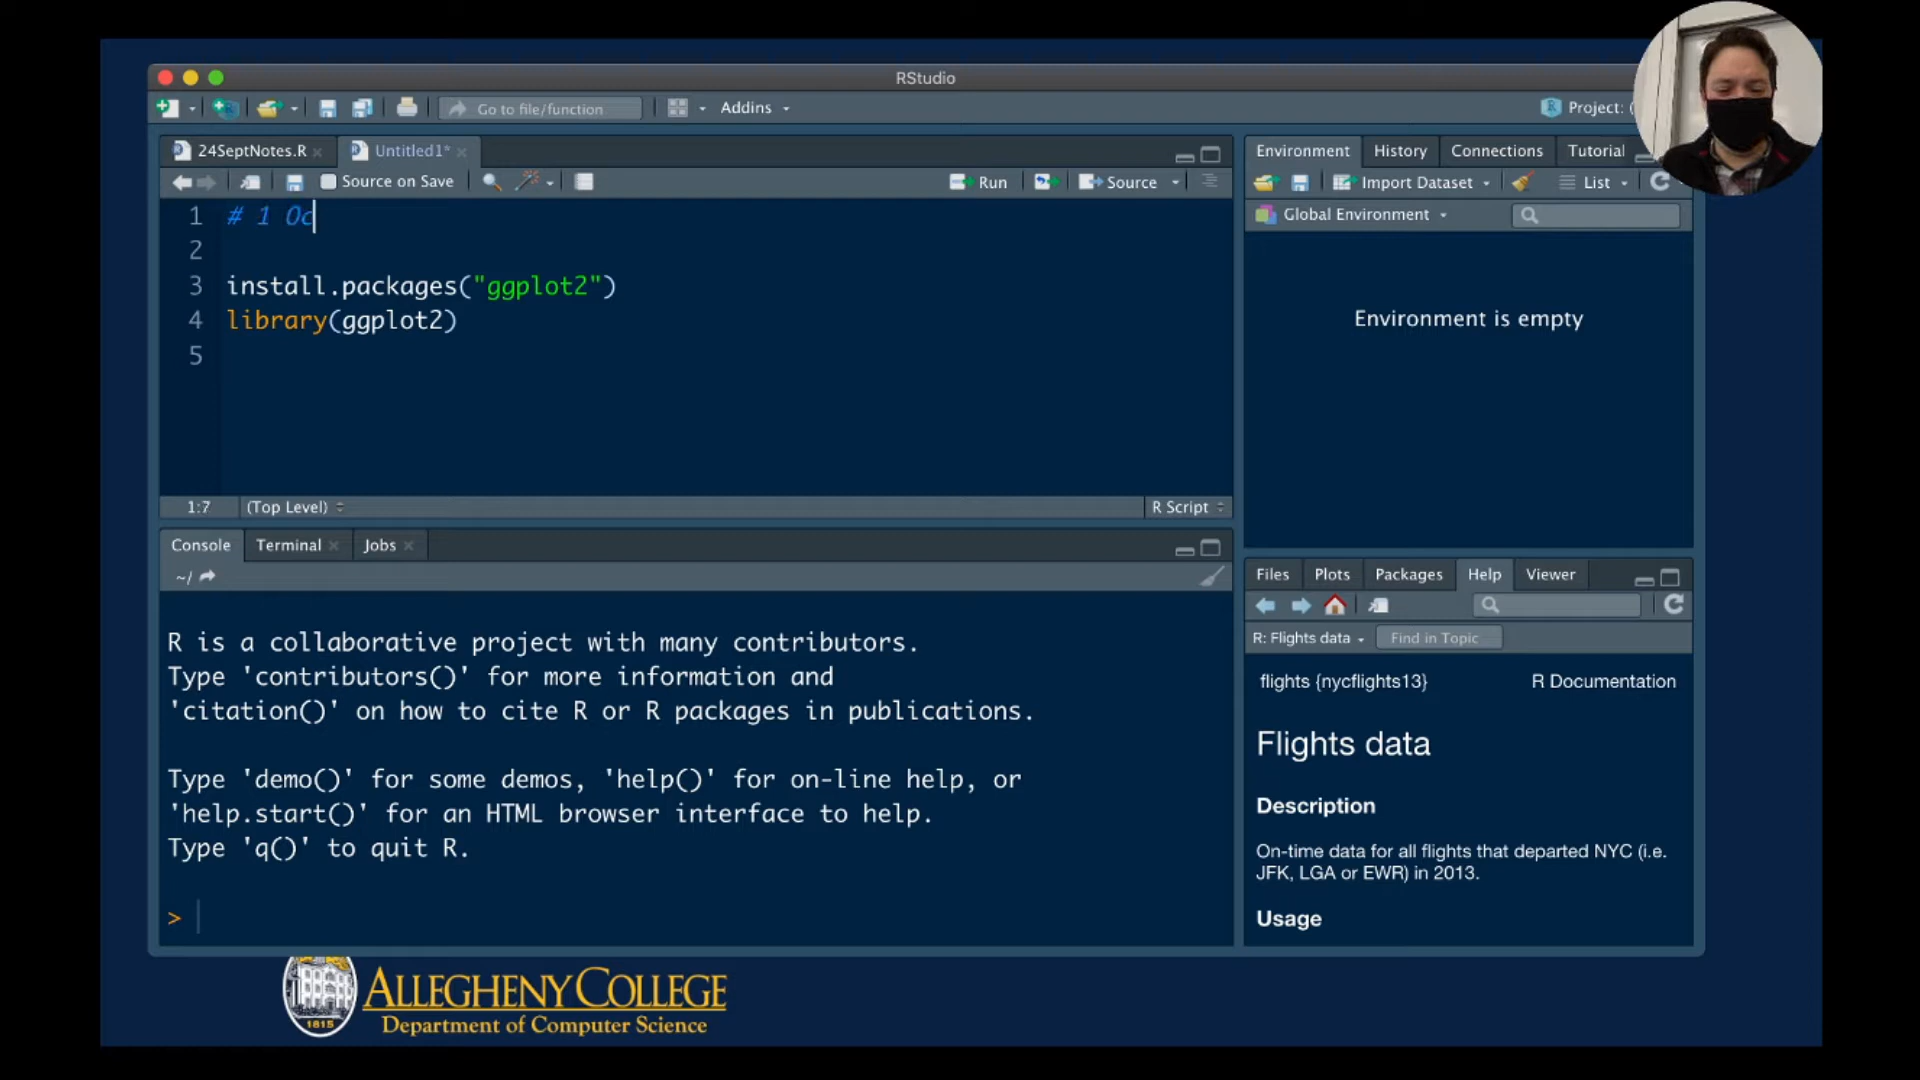 RStudio
Go to file/function
Addins
Project: (
24SeptNotes.R
Untitled1*
Source on Save
Run
Source
1 # 1 Oc
2
3 install.packages("ggplot2")
4 library(ggplot2)
5
1:7
(Top Level)
R Script
Console
Terminal
Jobs
~/
R is a collaborative project with many contributors.
Type 'contributors()' for more information and
'citation()' on how to cite R or R packages in publications.
Type 'demo()' for some demos, 'help()' for on-line help, or
'help.start()' for an HTML browser interface to help.
Type 'q()' to quit R.
>
Environment
History
Connections
Tutorial
Import Dataset
List
Global Environment
Environment is empty
Files
Plots
Packages
Help
Viewer
R: Flights data
Find in Topic
flights {nycflights13}
R Documentation
Flights data
Description
On-time data for all flights that departed NYC (i.e.
JFK, LGA or EWR) in 2013.
Usage
1815
ALLEGHENY COLLEGE
Department of Computer Science